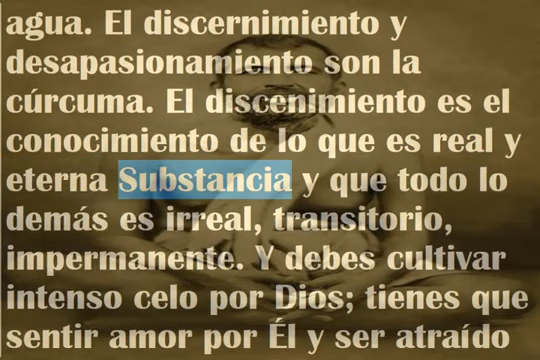 agua. El discernimiento y
desapasionamiento son la
cúrcuma. El discenimiento es el
conocimiento de lo que es real y
eterna Substancia y que todo lo
demás es irreal, transitorio,
impermanente. Y debes cultivar
intenso celo por Dios; tienes que
sentir amor por Él y ser atraído